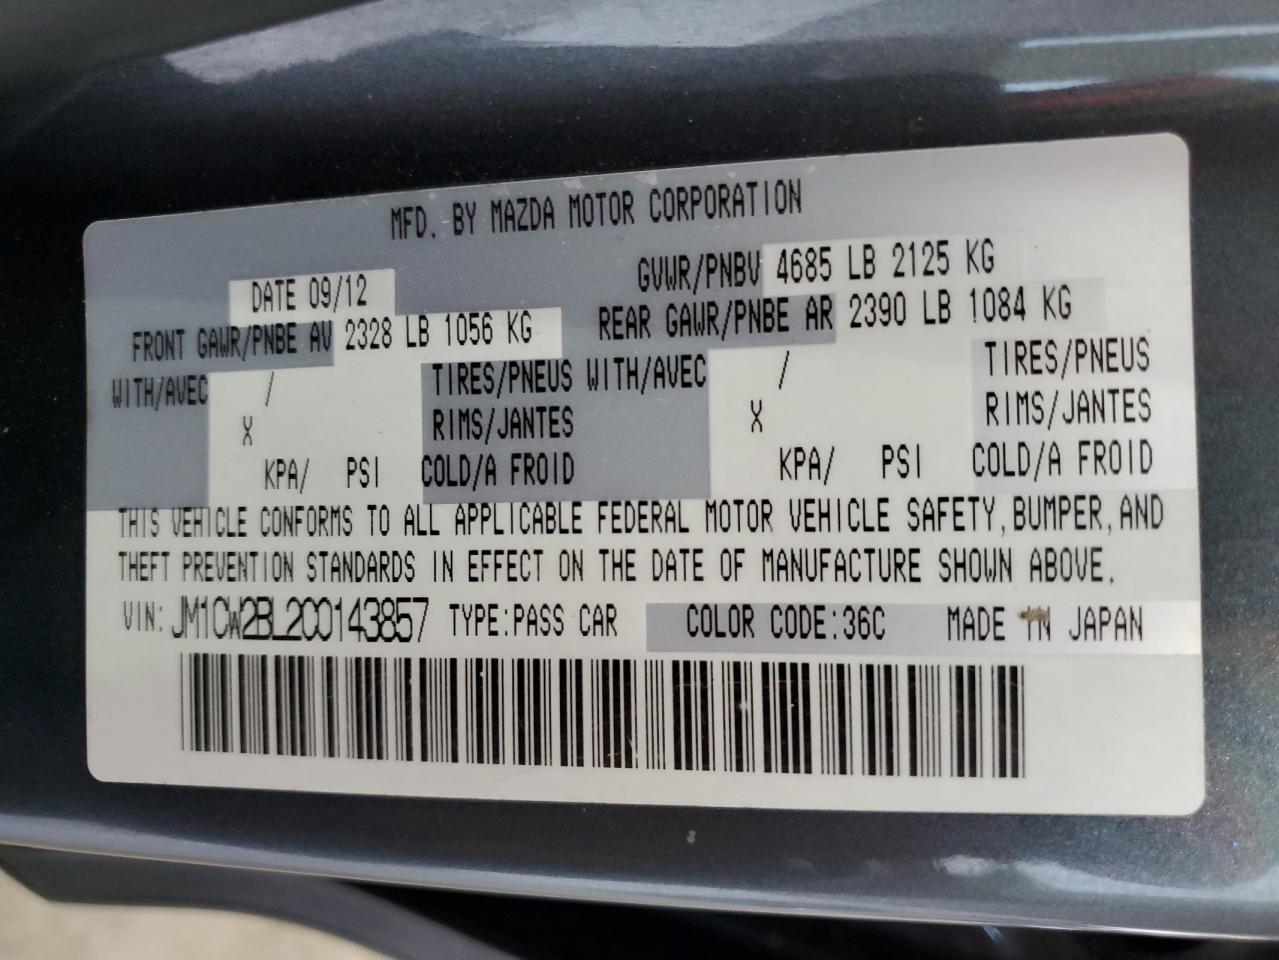 MFD. BY MAZDA MOTOR CORPORATION
DATE 09/12 GVWR/PNBV 4685 LB 2125 KG
FRONT GAWR/PNBE AV 2328 LB 1056 KG REAR GAWR/PNBE AR 2390 LB 1084 KG
WITH/AVEC / TIRES/PNEUS WITH/AVEC / TIRES/PNEUS
X RIMS/JANTES X RIMS/JANTES
KPA/ PSI COLD/A FROID KPA/ PSI COLD/A FROID
THIS VEHICLE CONFORMS TO ALL APPLICABLE FEDERAL MOTOR VEHICLE SAFETY, BUMPER, AND
THEFT PREVENTION STANDARDS IN EFFECT ON THE DATE OF MANUFACTURE SHOWN ABOVE.
VIN: JM1CW2BL2C0143857 TYPE:PASS CAR COLOR CODE:36C MADE IN JAPAN